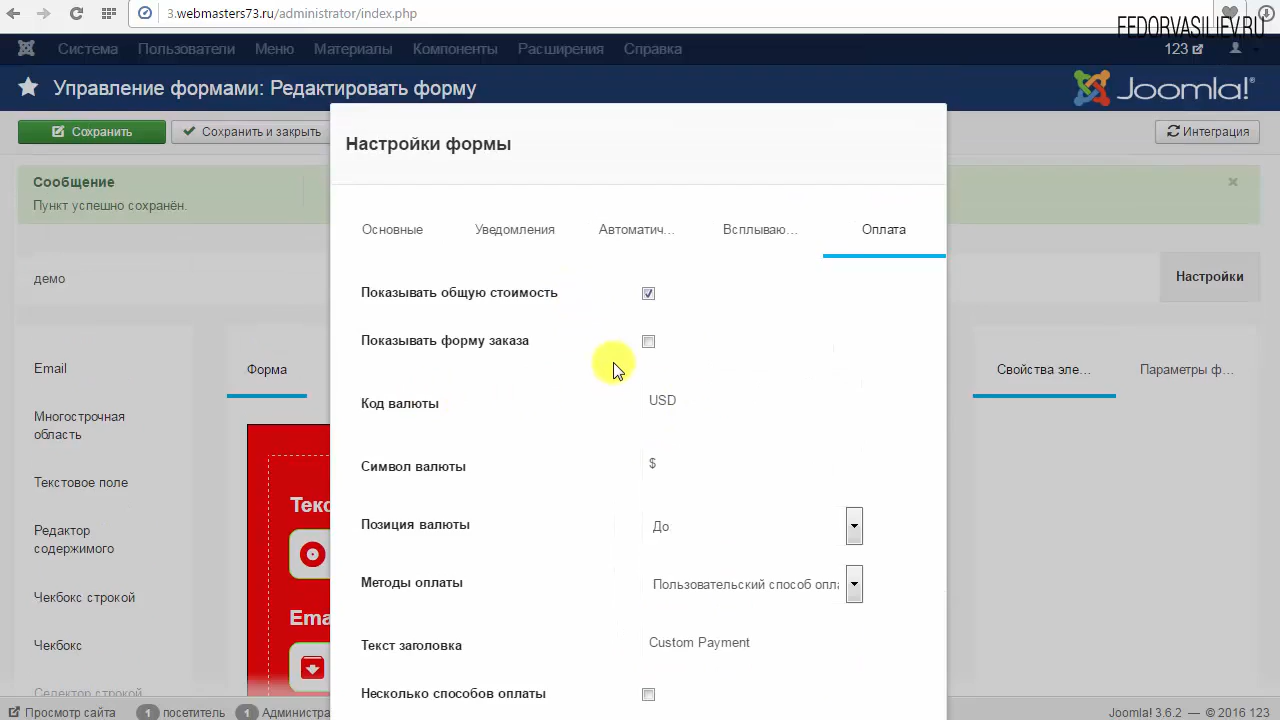 3.webmasters73.ru/administrator/index.php
FEDORVASILIEV.RU
Система Пользователи Меню Материалы Компоненты Расширения Справка 123
Управление формами: Редактировать форму
Joomla!®
Сохранить Сохранить и закрыть Интеграция
Сообщение
Пункт успешно сохранён.
×
демо
Настройки
Email
Многострочная
область
Текстовое поле
Редактор
содержимого
Чекбокс строкой
Чекбокс
Селектор строкой
Форма
Текс
Emai
Настройки формы
Основные Уведомления Автоматич... Всплываю... Оплата
Показывать общую стоимость
Показывать форму заказа
Код валюты USD
Символ валюты $
Позиция валюты До
Методы оплаты Пользовательский способ опла
Текст заголовка Custom Payment
Несколько способов оплаты
Свойства эле... Параметры ф...
Просмотр сайта 1 посетитель 1 Администра
Joomla! 3.6.2 — © 2016 123